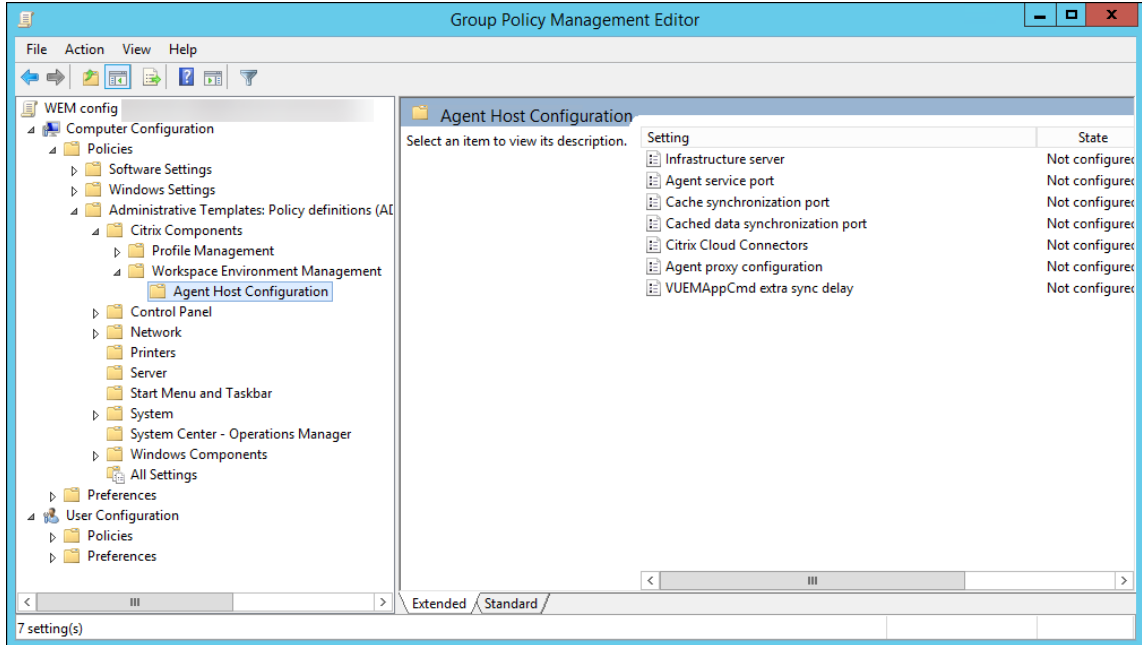 Group Policy Management Editor
File Action View Help
WEM config
Computer Configuration
Policies
Software Settings
Windows Settings
Administrative Templates: Policy definitions (AD
Citrix Components
Profile Management
Workspace Environment Management
Agent Host Configuration
Control Panel
Network
Printers
Server
Start Menu and Taskbar
System
System Center - Operations Manager
Windows Components
All Settings
Preferences
User Configuration
Policies
Preferences
Agent Host Configuration
Select an item to view its description.
Setting State
Infrastructure server Not configured
Agent service port Not configured
Cache synchronization port Not configured
Cached data synchronization port Not configured
Citrix Cloud Connectors Not configured
Agent proxy configuration Not configured
VUEMAppCmd extra sync delay Not configured
Extended Standard
7 setting(s)